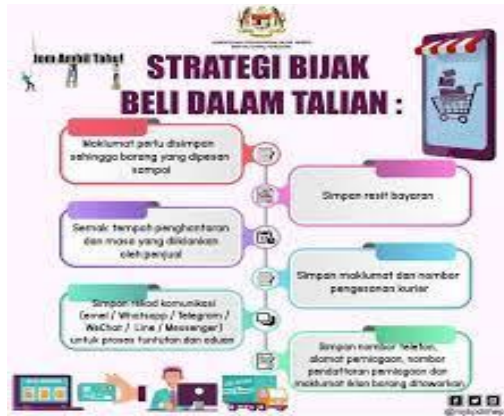 Jom Ambil Tahu!
STRATEGI BIJAK
BELI DALAM TALIAN :
Maklumat perlu disimpan
sehingga barang yang dipesan
sampai
Simpan resit bayaran
Semak tempoh penghantaran
dan masa yang diiklankan
oleh penjual
Simpan maklumat dan nombor
pengesanan kurier
Simpan rekod komunikasi
(emel / Whatsapp / Telegram /
WeChat / Line / Messenger)
untuk proses tuntutan dan aduan
Simpan nombor telefon,
alamat perniagaan, nombor
pendaftaran perniagaan dan
maklumat iklan barang ditawarkan